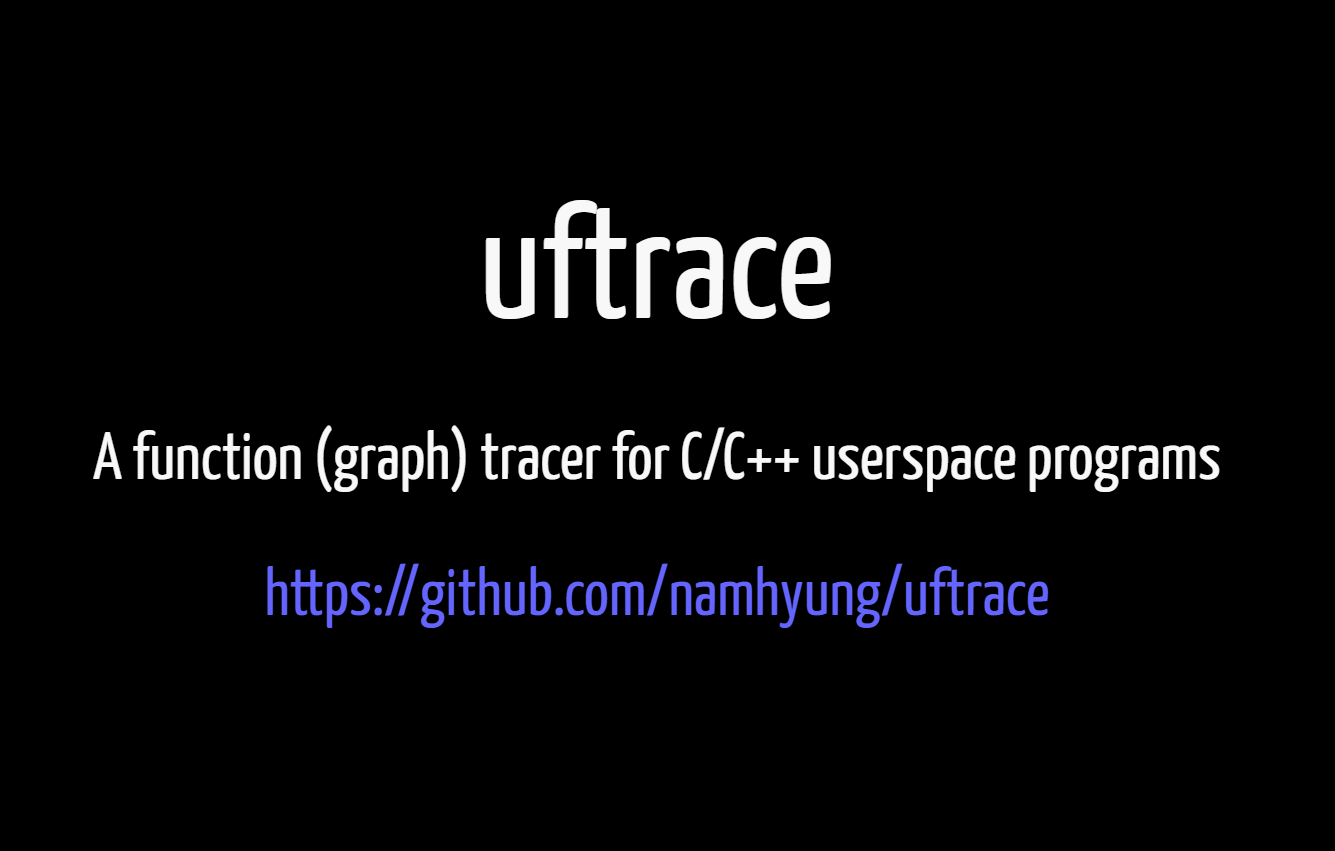 uftrace
A function (graph) tracer for C/C++ userspace programs
https://github.com/namhyung/uftrace